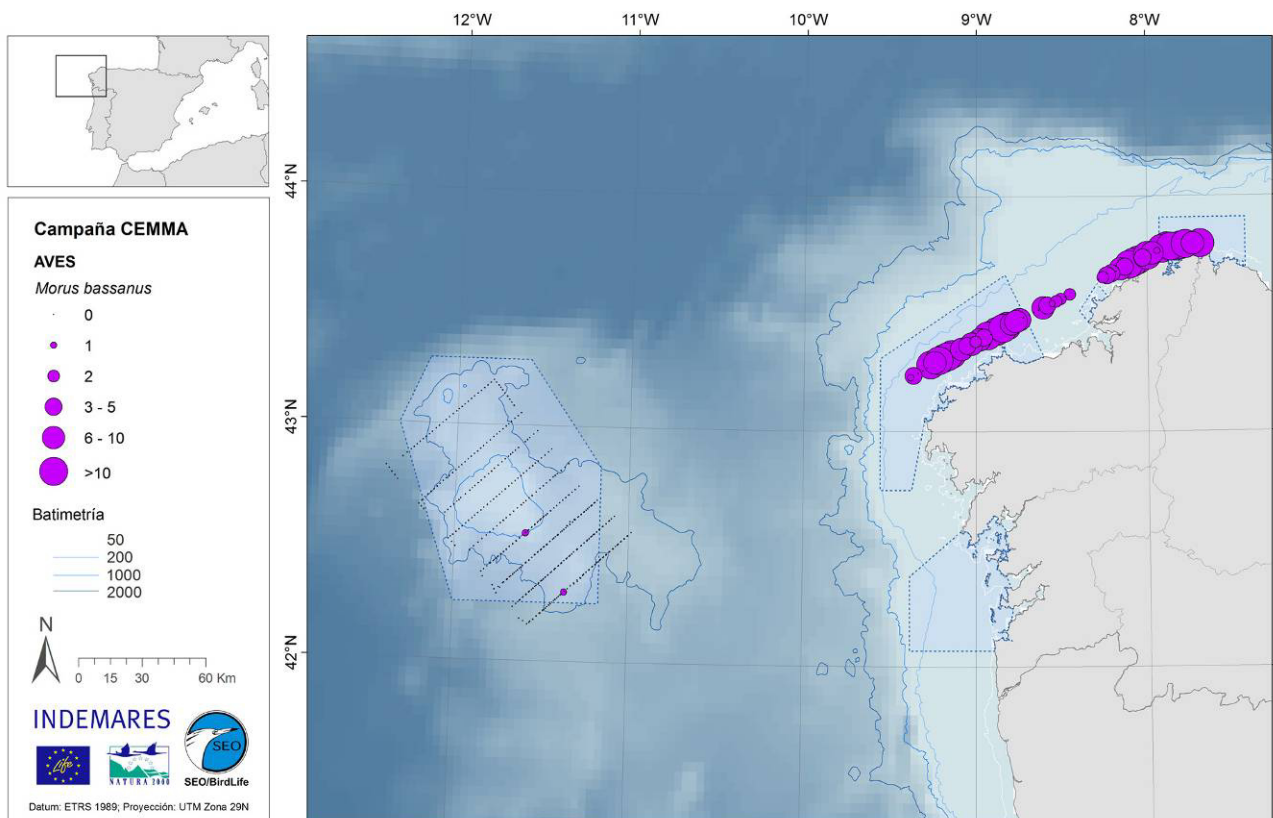 12°W 11°W 10°W 9°W 8°W
44°N
43°N
42°N
Campaña CEMMA
AVES
Morus bassanus
0
1
2
3 - 5
6 - 10
>10
Batimetría
50
200
1000
2000
N
0 15 30 60 Km
INDEMARES
Life
NATURA 2000
SEO
SEO/BirdLife
Datum: ETRS 1989; Proyección: UTM Zona 29N